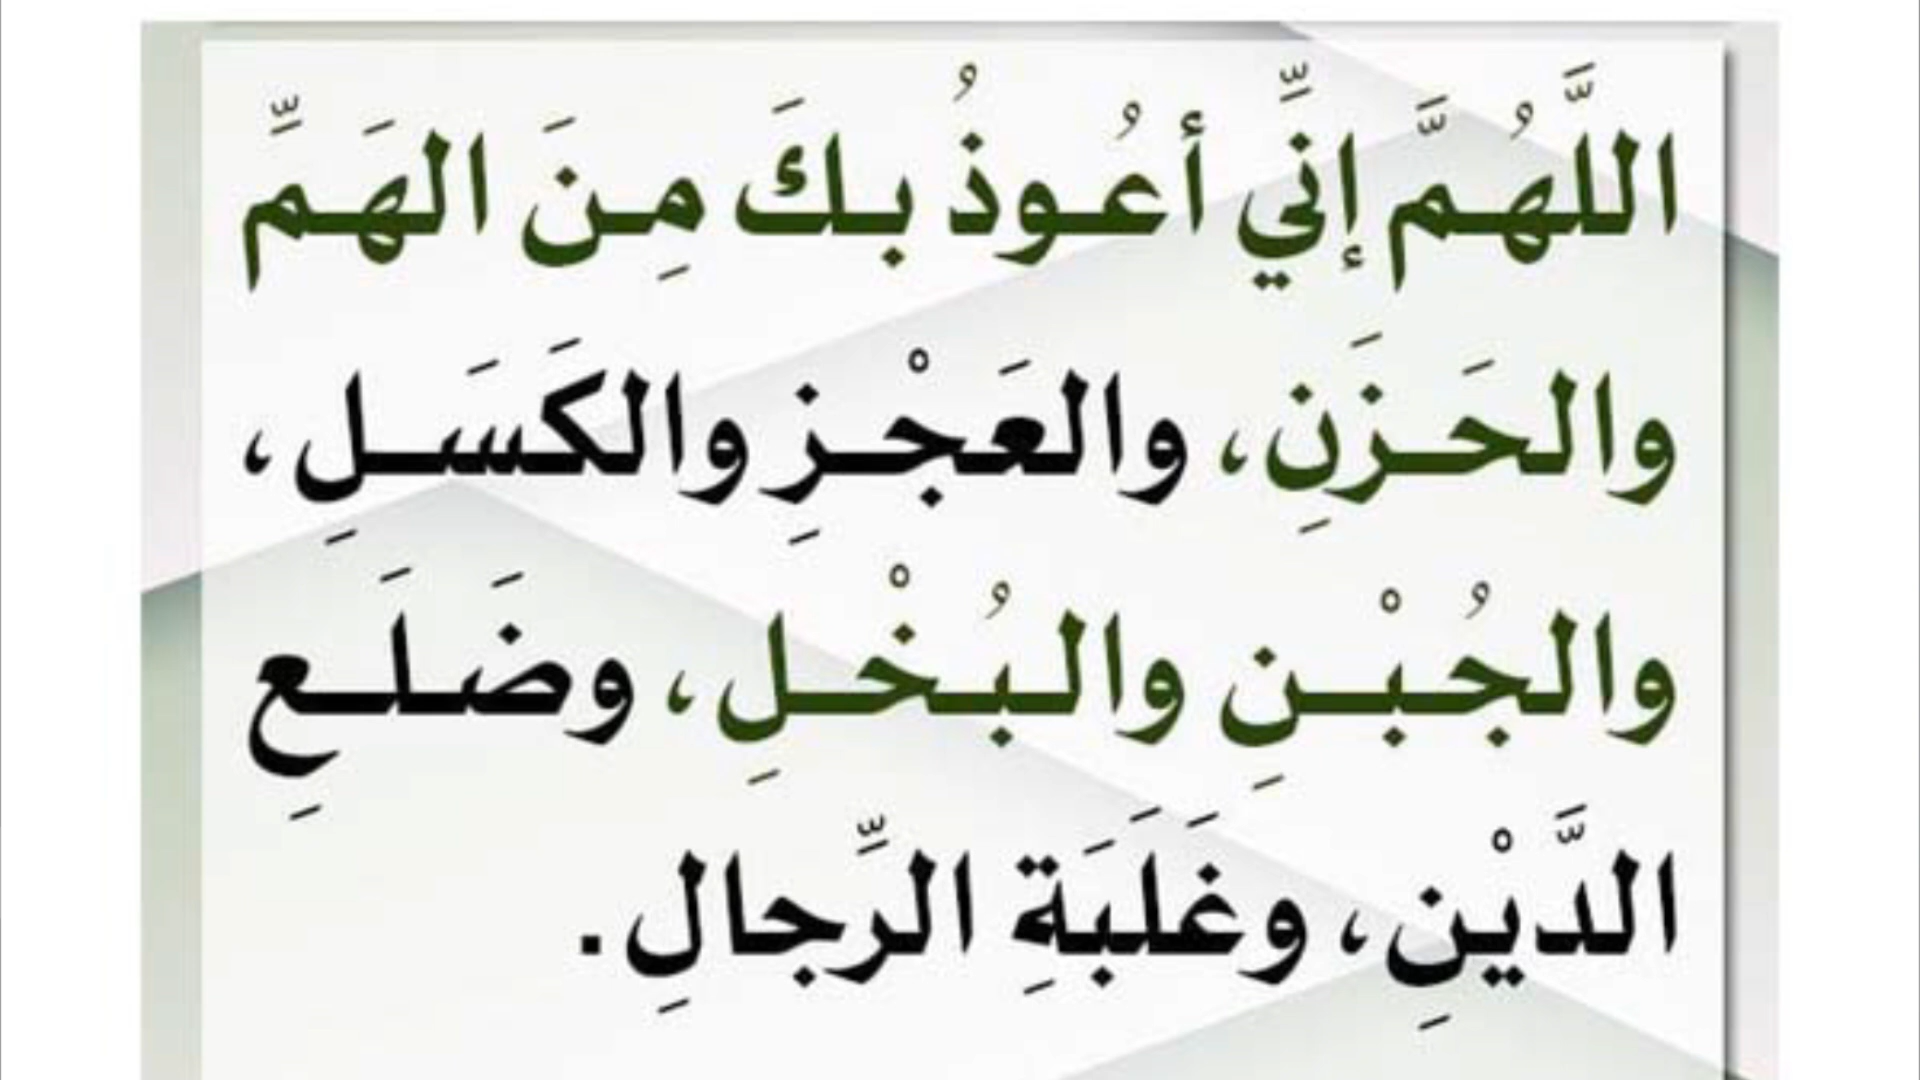 اللَّهُمَّ إنِّي أعُوذُ بكَ مِنَ الهَمِّ
والحَزَنِ، والعَجْزِ والكَسَلِ،
والجُبْنِ والبُخْلِ، وضَلَعِ
الدَّيْنِ، وغَلَبَةِ الرِّجالِ.